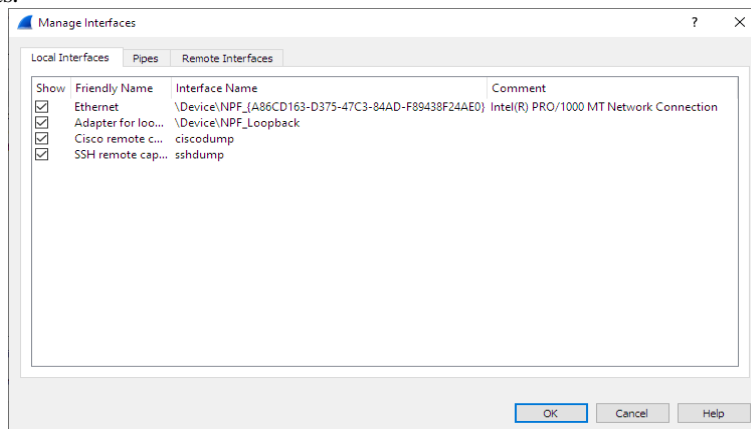 Manage Interfaces ? ×
Local Interfaces Pipes Remote Interfaces
Show Friendly Name Interface Name Comment
Ethernet \Device\NPF_{A86CD163-D375-47C3-84AD-F89438F24AE0} Intel(R) PRO/1000 MT Network Connection
Adapter for loo... \Device\NPF_Loopback
Cisco remote c... ciscodump
SSH remote cap... sshdump
OK Cancel Help